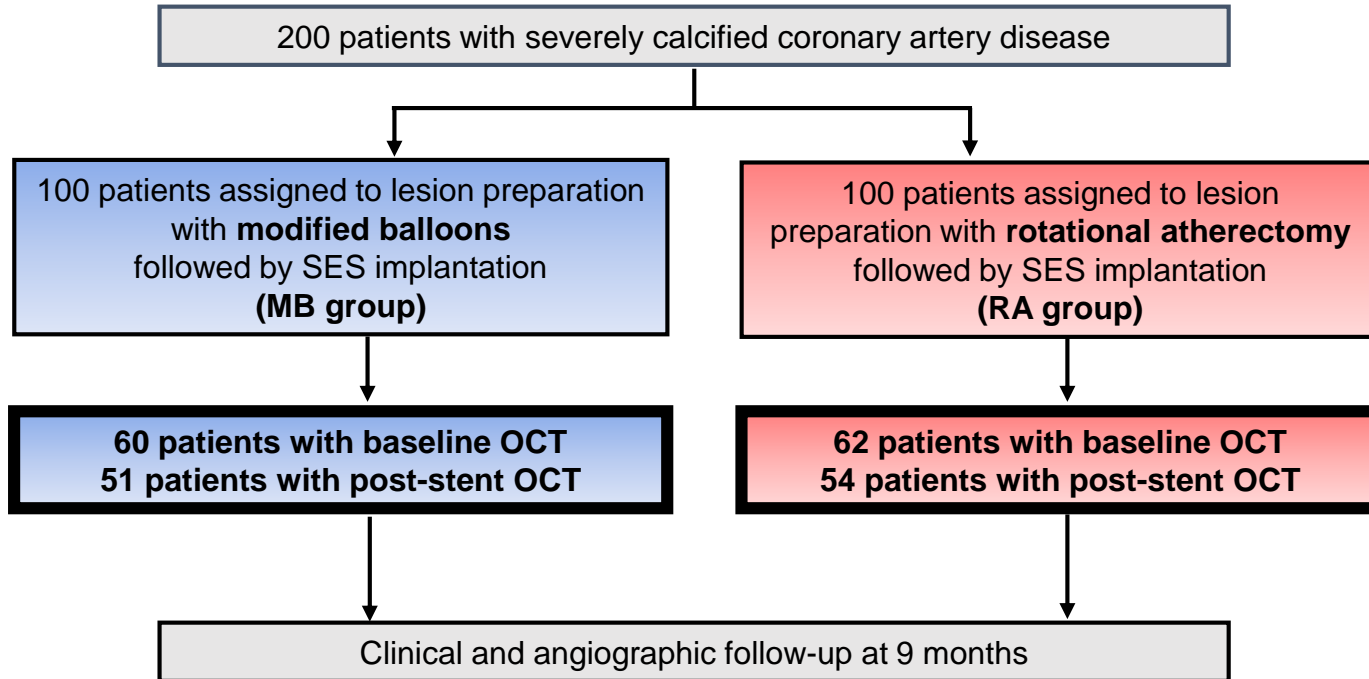 200 patients with severely calcified coronary artery disease
100 patients assigned to lesion preparation
with modified balloons
followed by SES implantation
(MB group)
100 patients assigned to lesion
preparation with rotational atherectomy
followed by SES implantation
(RA group)
60 patients with baseline OCT
51 patients with post-stent OCT
62 patients with baseline OCT
54 patients with post-stent OCT
Clinical and angiographic follow-up at 9 months